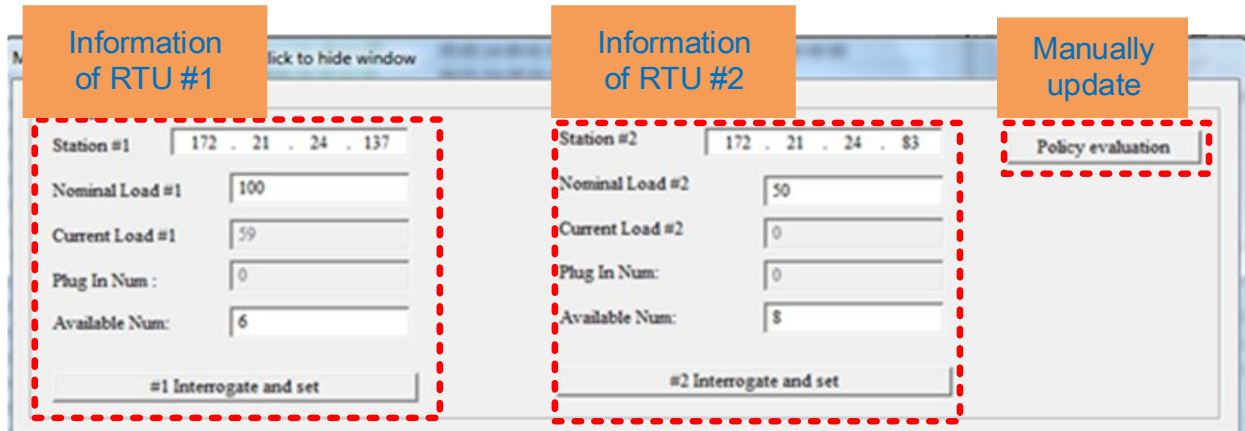 Information
of RTU #1
Information
of RTU #2
Manually
update
lick to hide window
Station #1 172 . 21 . 24 . 137
Nominal Load #1 100
Current Load #1 59
Plug In Num : 0
Available Num: 6
#1 Interrogate and set
Station #2 172 . 21 . 24 . 83
Nominal Load #2 50
Current Load #2 0
Plug In Num: 0
Available Num: 8
#2 Interrogate and set
Policy evaluation